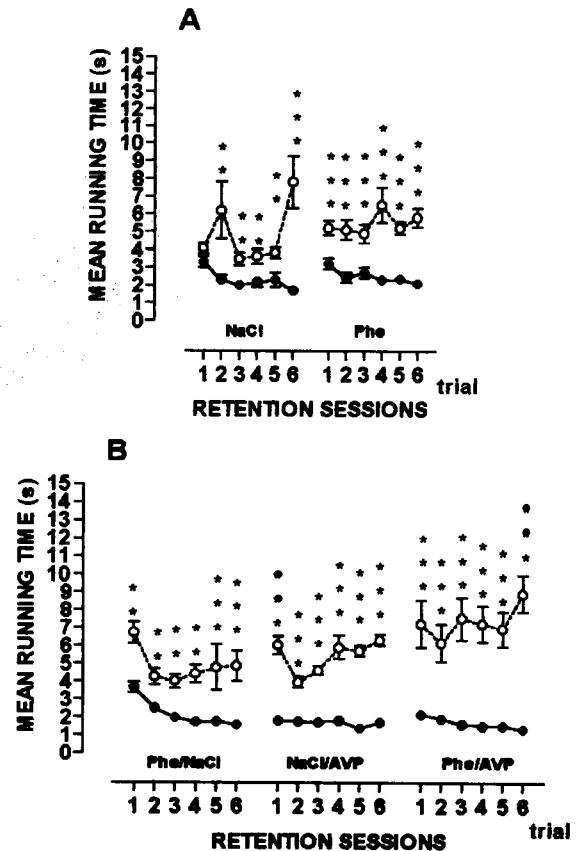 A
MEAN RUNNING TIME (s)
15
14
13
12
11
10
9
8
7
6
5
4
3
2
1
0
NaCl Phe
1 2 3 4 5 6 1 2 3 4 5 6
trial
RETENTION SESSIONS
B
MEAN RUNNING TIME (s)
15
14
13
12
11
10
9
8
7
6
5
4
3
2
1
0
Phe/NaCl NaCl/AVP Phe/AVP
1 2 3 4 5 6 1 2 3 4 5 6 1 2 3 4 5 6
trial
RETENTION SESSIONS